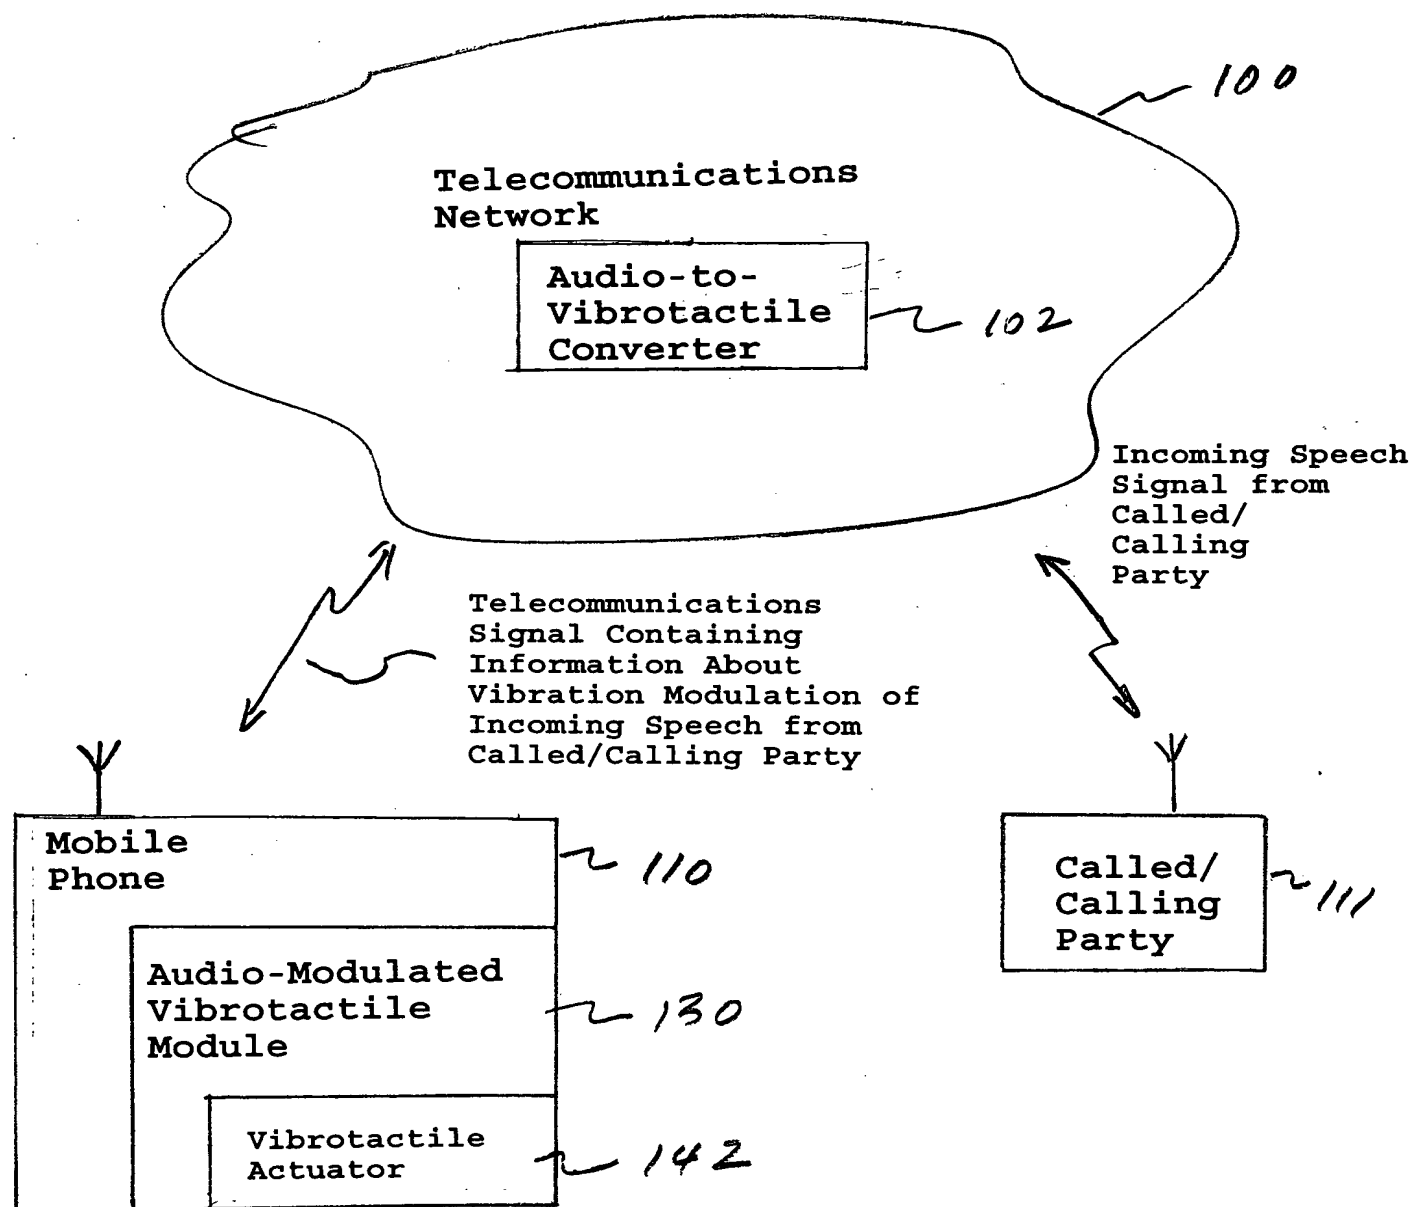 100
Telecommunications
Network
Audio-to-
Vibrotactile
Converter
102
Incoming Speech
Signal from
Called/
Calling
Party
Telecommunications
Signal Containing
Information About
Vibration Modulation of
Incoming Speech from
Called/Calling Party
Mobile
Phone
110
Called/
Calling
Party
111
Audio-Modulated
Vibrotactile
Module
130
Vibrotactile
Actuator
142